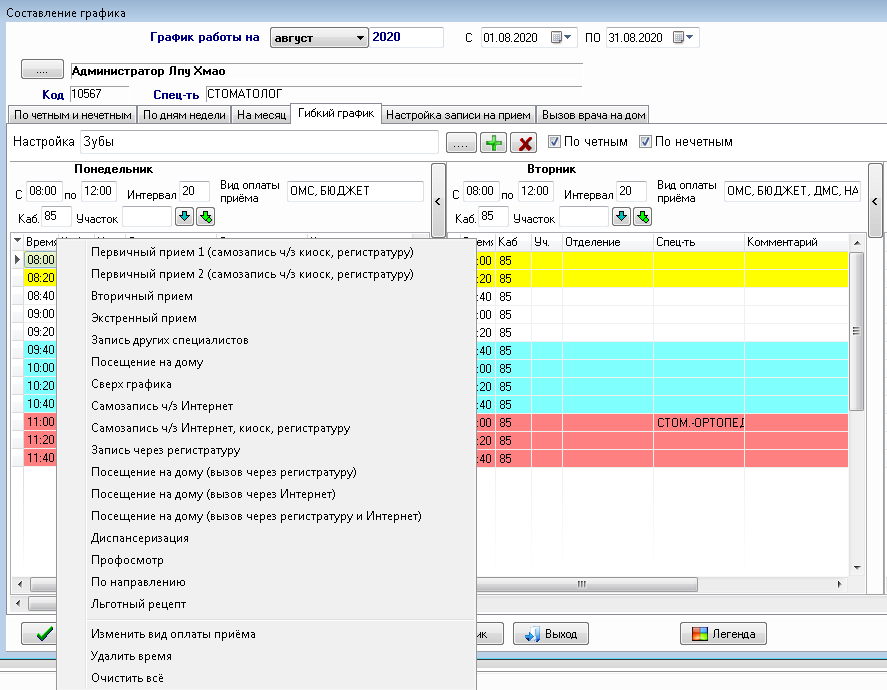 Составление графика
График работы на август 2020 С 01.08.2020 ПО 31.08.2020
.... Администратор Лпу Хмао
Код 10567 Спец-ть СТОМАТОЛОГ
По четным и нечетным По дням недели На месяц Гибкий график Настройка записи на прием Вызов врача на дом
Настройка Зубы .... По четным По нечетным
Понедельник
С 08:00 по 12:00 Интервал 20 Вид оплаты приёма ОМС, БЮДЖЕТ
Каб. 85 Участок
<
Время
08:00
08:20
08:40
09:00
09:20
09:40
10:00
10:20
10:40
11:00
11:20
11:40
Вторник
С 08:00 по 12:00 Интервал 20 Вид оплаты приёма ОМС, БЮДЖЕТ, ДМС, НА
Каб. 85 Участок
<
емя Каб Уч. Отделение Спец-ть Комментарий
:00 85
:20 85
:40 85
:00 85
:20 85
:40 85
:00 85
:20 85
:40 85
:00 85 СТОМ.-ОРТОПЕД
:20 85
:40 85
Первичный прием 1 (самозапись ч/з киоск, регистратуру)
Первичный прием 2 (самозапись ч/з киоск, регистратуру)
Вторичный прием
Экстренный прием
Запись других специалистов
Посещение на дому
Сверх графика
Самозапись ч/з Интернет
Самозапись ч/з Интернет, киоск, регистратуру
Запись через регистратуру
Посещение на дому (вызов через регистратуру)
Посещение на дому (вызов через Интернет)
Посещение на дому (вызов через регистратуру и Интернет)
Диспансеризация
Профосмотр
По направлению
Льготный рецепт
Изменить вид оплаты приёма
Удалить время
Очистить всё
ик Выход Легенда